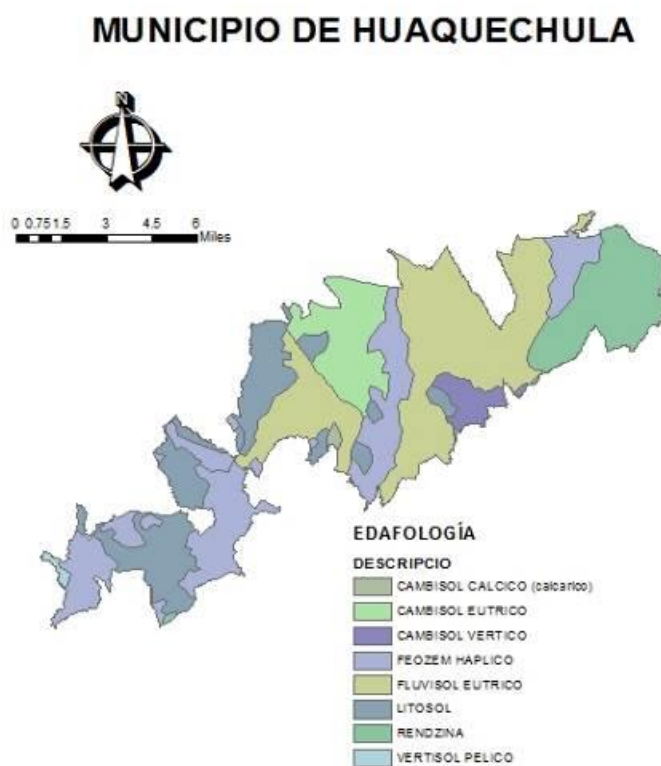 MUNICIPIO DE HUAQUECHULA
N
0 0.75 1.5 3 4.5 6
Miles
EDAFOLOGÍA
DESCRIPCIO
CAMBISOL CALCICO (calcarico)
CAMBISOL EUTRICO
CAMBISOL VERTICO
FEOZEM HAPLICO
FLUVISOL EUTRICO
LITOSOL
RENDZINA
VERTISOL PELICO